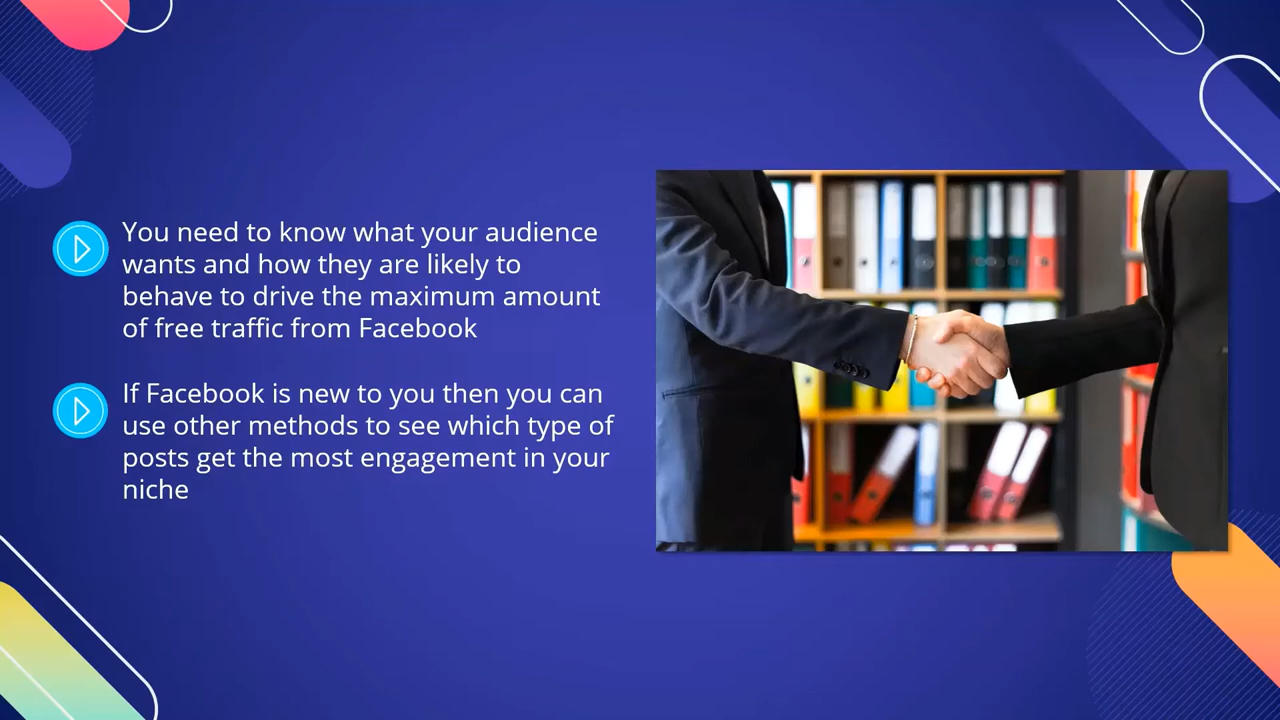 You need to know what your audience
wants and how they are likely to
behave to drive the maximum amount
of free traffic from Facebook
If Facebook is new to you then you can
use other methods to see which type of
posts get the most engagement in your
niche